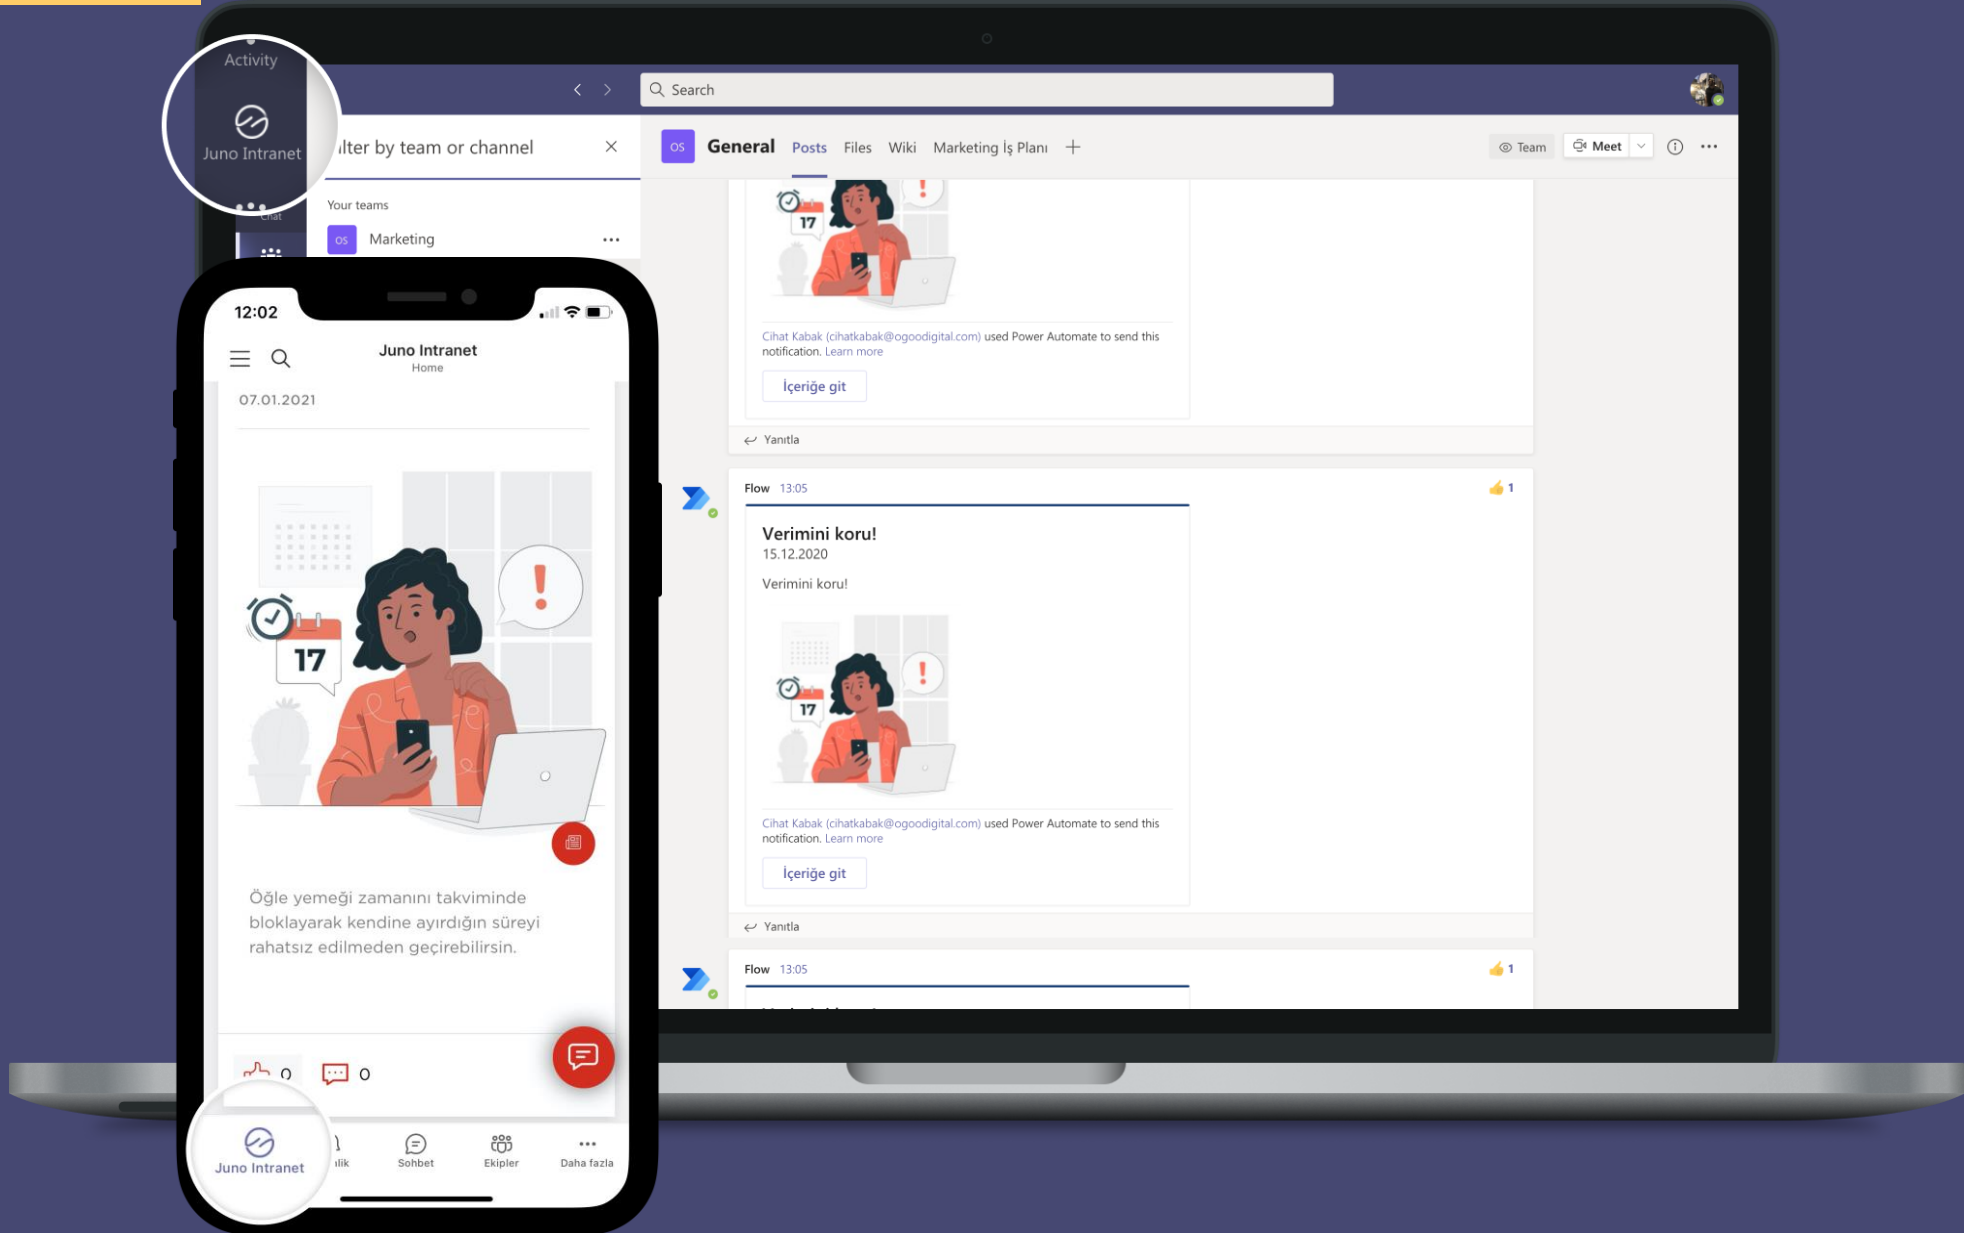 Activity
Juno Intranet
Chat
Search
ilter by team or channel
Your teams
OS Marketing
OS General Posts Files Wiki Marketing İş Planı
Team Meet
17
Cihat Kabak (cihatkabak@ogoodigital.com) used Power Automate to send this
notification. Learn more
İçeriğe git
Yanıtla
Flow 13:05
1
Verimini koru!
15.12.2020
Verimini koru!
!
17
Cihat Kabak (cihatkabak@ogoodigital.com) used Power Automate to send this
notification. Learn more
İçeriğe git
Yanıtla
Flow 13:05
1
12:02
Juno Intranet
Home
07.01.2021
!
17
Öğle yemeği zamanını takviminde
bloklayarak kendine ayırdığın süreyi
rahatsız edilmeden geçirebilirsin.
0 0
Juno Intranet
Sohbet
Ekipler
Daha fazla